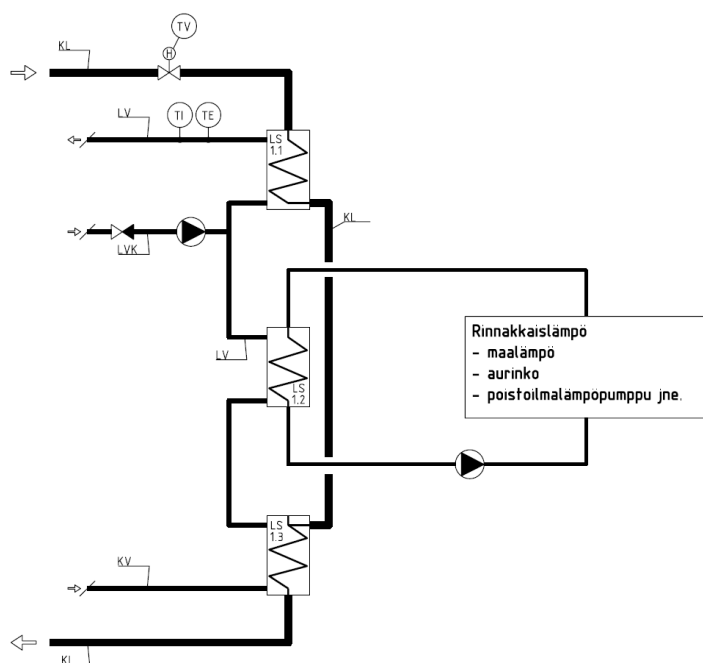 TV
H
KL
LV
TI
TE
LS
1.1
KL
LVK
LV
LS
1.2
Rinnakkaislämpö
- maalämpö
- aurinko
- poistoilmalämpöpumppu jne.
LS
1.3
KV
KL